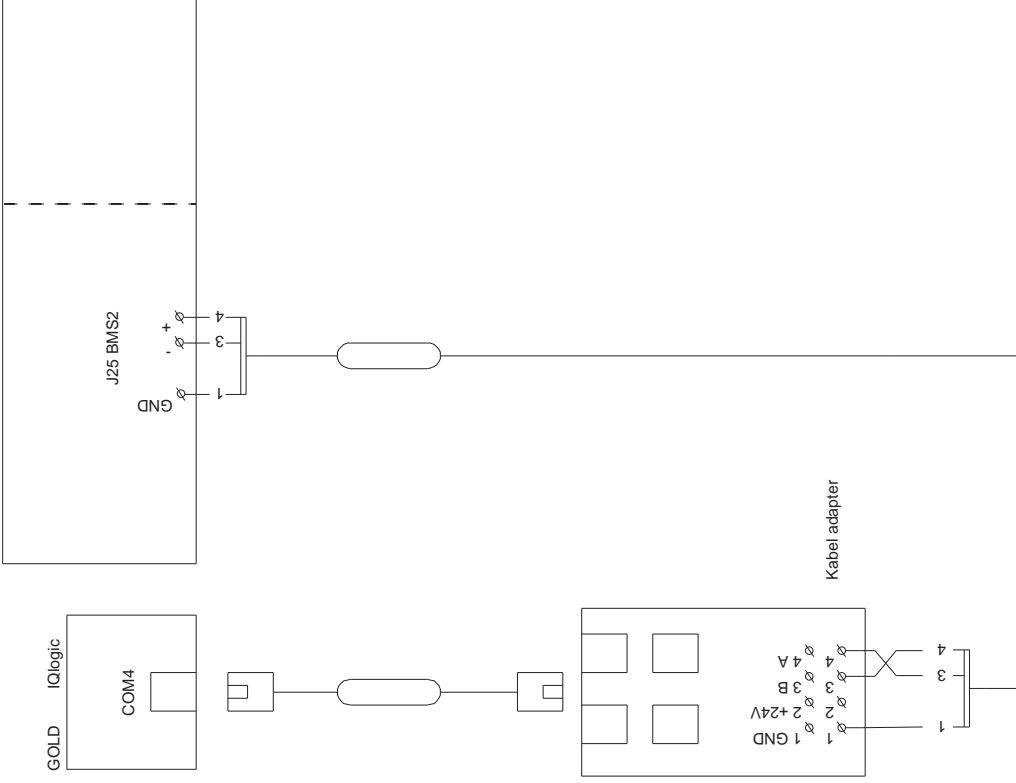 J25 BMS2
+
4
-
3
GND
1
Kabel adapter
GOLD IQlogic
COM4
4 A
4
4
3 B
3
3
2 +24V
2
1 GND
1
1